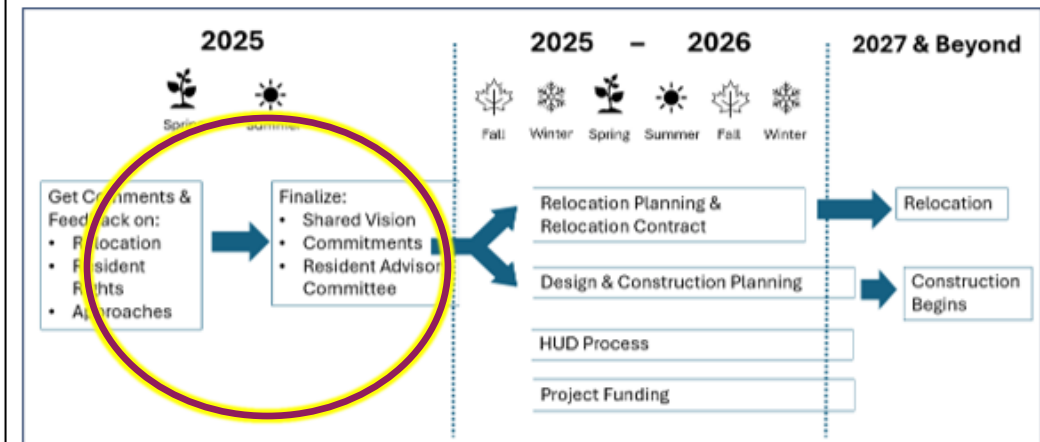 2025
2025 – 2026
2027 & Beyond
Spring
Summer
Fall
Winter
Spring
Summer
Fall
Winter
Get Comments &
Feedback on:
• Relocation
• Resident
Rights
• Approaches
Finalize:
• Shared Vision
• Commitments
• Resident Advisor
Committee
Relocation Planning &
Relocation Contract
Relocation
Design & Construction Planning
Construction
Begins
HUD Process
Project Funding